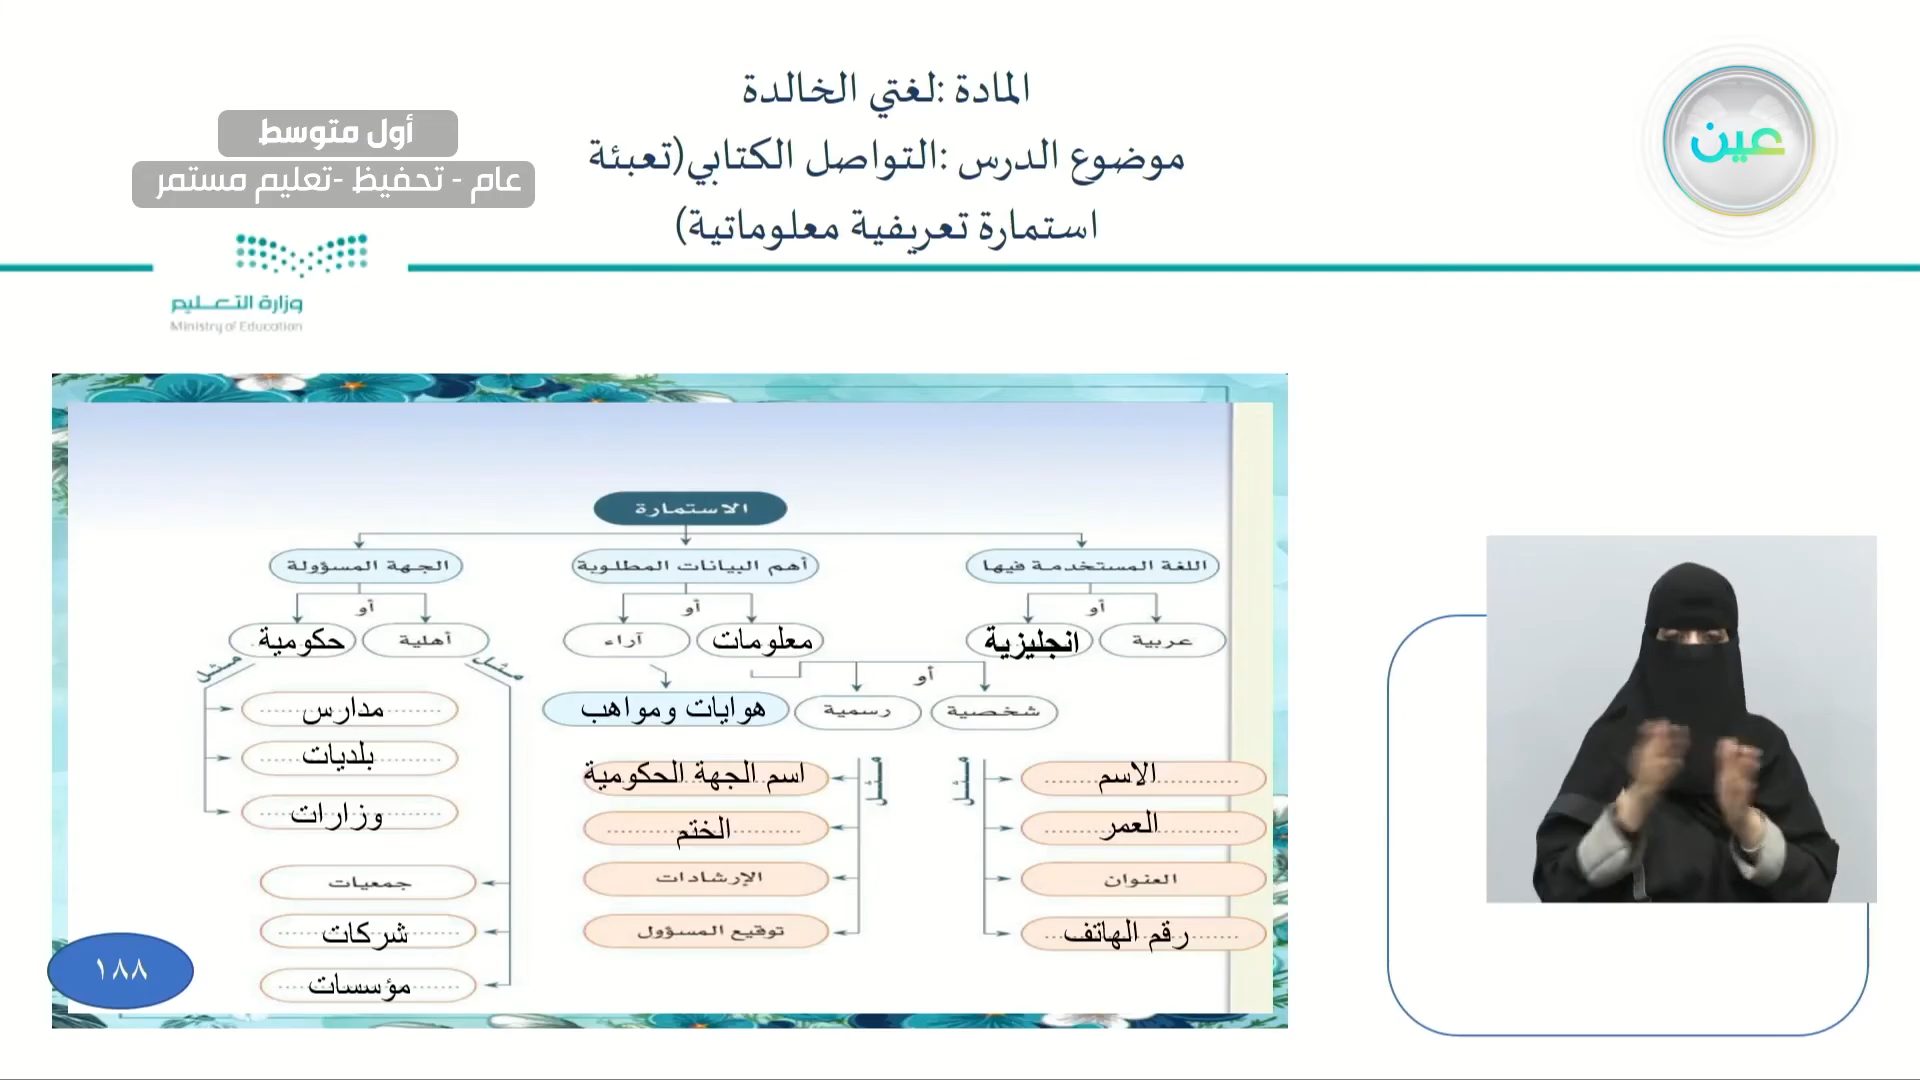 المادة :لغتي الخالدة
موضوع الدرس :التواصل الكتابي(تعبئة
استمارة تعريفية معلوماتية)
عين
أول متوسط
عام - تحفيظ -تعليم مستمر
وزارة التعليم
Ministry of Education
الاستمارة
اللغة المستخدمة فيها
أهم البيانات المطلوبة
الجهة المسؤولة
أو
أو
أو
عربية
انجليزية
معلومات
آراء
أهلية
حكومية
مثل
مثل
أو
شخصية
رسمية
هوايات ومواهب
مثل
الاسم
العمر
العنوان
رقم الهاتف
مثل
اسم الجهة الحكومية
الختم
الإرشادات
توقيع المسؤول
مدارس
بلديات
وزارات
جمعيات
شركات
مؤسسات
١٨٨